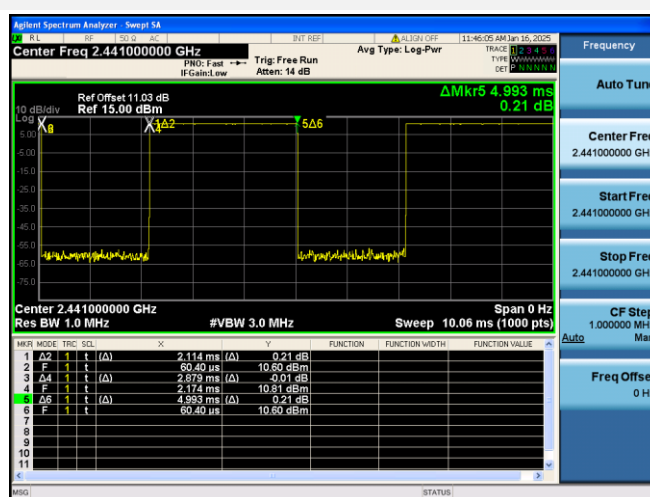 Agilent Spectrum Analyzer - Swept SA
RL RF 50 Ω AC INT REF ALIGN OFF 11:46:05 AM Jan 16, 2025
Center Freq 2.441000000 GHz
PNO: Fast
IFGain:Low
Trig: Free Run
Atten: 14 dB
Avg Type: Log-Pwr
TRACE 1 2 3 4 5 6
TYPE
DET P N N N N N
ΔMkr5 4.993 ms
0.21 dB
Ref Offset 11.03 dB
Ref 15.00 dBm
10 dB/div
Log
1Δ2
5Δ6
5.00
-5.00
-15.0
-25.0
-35.0
-45.0
-55.0
-65.0
-75.0
Center 2.441000000 GHz
Span 0 Hz
Res BW 1.0 MHz
#VBW 3.0 MHz
Sweep 10.06 ms (1000 pts)
MKR MODE TRC SCL X Y FUNCTION FUNCTION WIDTH FUNCTION VALUE
1 Δ2 1 t (Δ) 2.114 ms (Δ) 0.21 dB
2 F 1 t 60.40 µs 10.60 dBm
3 Δ4 1 t (Δ) 2.879 ms (Δ) -0.01 dB
4 F 1 t 2.174 ms 10.81 dBm
5 Δ6 1 t (Δ) 4.993 ms (Δ) 0.21 dB
6 F 1 t 60.40 µs 10.60 dBm
7
8
9
10
11
MSG
STATUS
Frequency
Auto Tun
Center Fre
2.441000000 GH
Start Fre
2.441000000 GH
Stop Fre
2.441000000 GH
CF Step
1.000000 MH
Auto Ma
Freq Offse
0 H